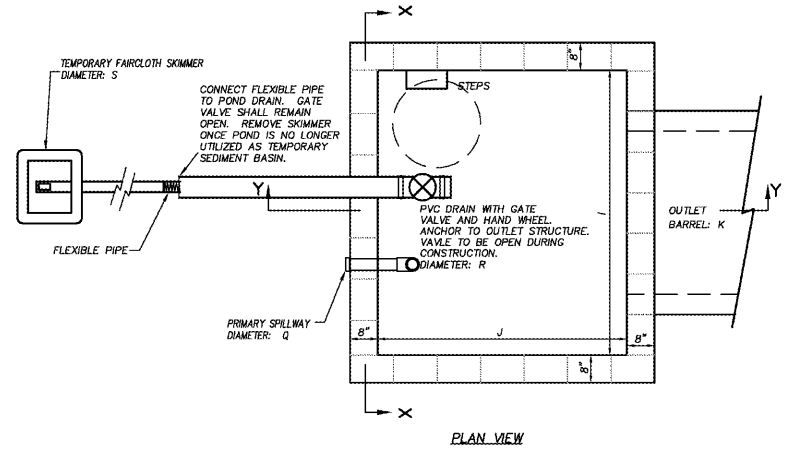 X
8"
TEMPORARY FAIRCLOTH SKIMMER
DIAMETER: S
STEPS
CONNECT FLEXIBLE PIPE
TO POND DRAIN. GATE
VALVE SHALL REMAIN
OPEN. REMOVE SKIMMER
ONCE POND IS NO LONGER
UTILIZED AS TEMPORARY
SEDIMENT BASIN.
Y
Y
PVC DRAIN WITH GATE
VALVE AND HAND WHEEL.
ANCHOR TO OUTLET STRUCTURE.
VAVLE TO BE OPEN DURING
CONSTRUCTION.
DIAMETER: R
I
OUTLET
BARREL: K
FLEXIBLE PIPE
PRIMARY SPILLWAY
DIAMETER: Q
8"
J
8"
8"
X
PLAN VIEW